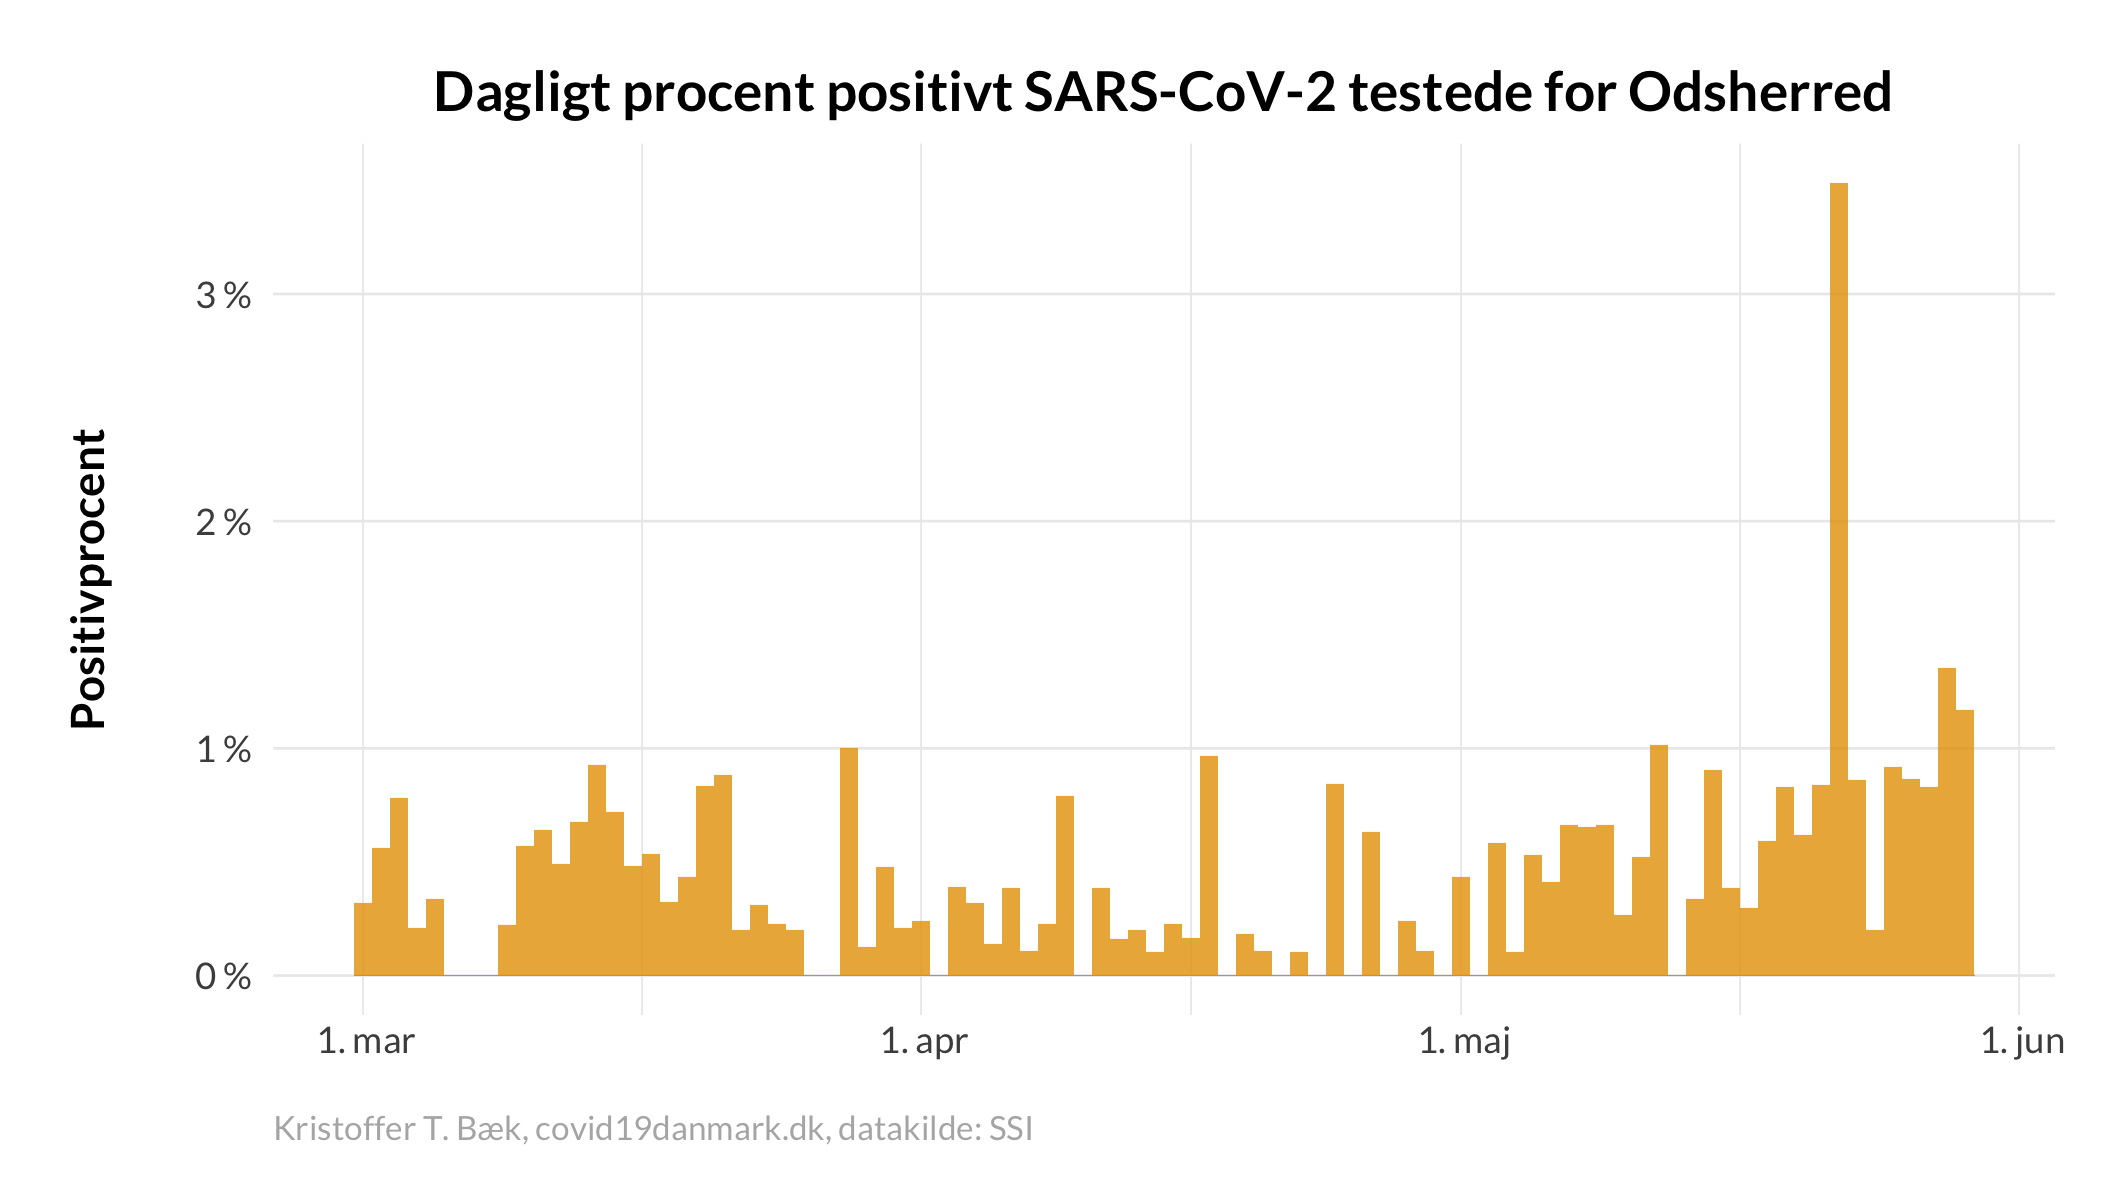 Dagligt procent positivt SARS-CoV-2 testede for Odsherred
Positivprocent
3 %
2 %
1 %
0 %
1. mar
1. apr
1. maj
1. jun
Kristoffer T. Bæk, covid19danmark.dk, datakilde: SSI